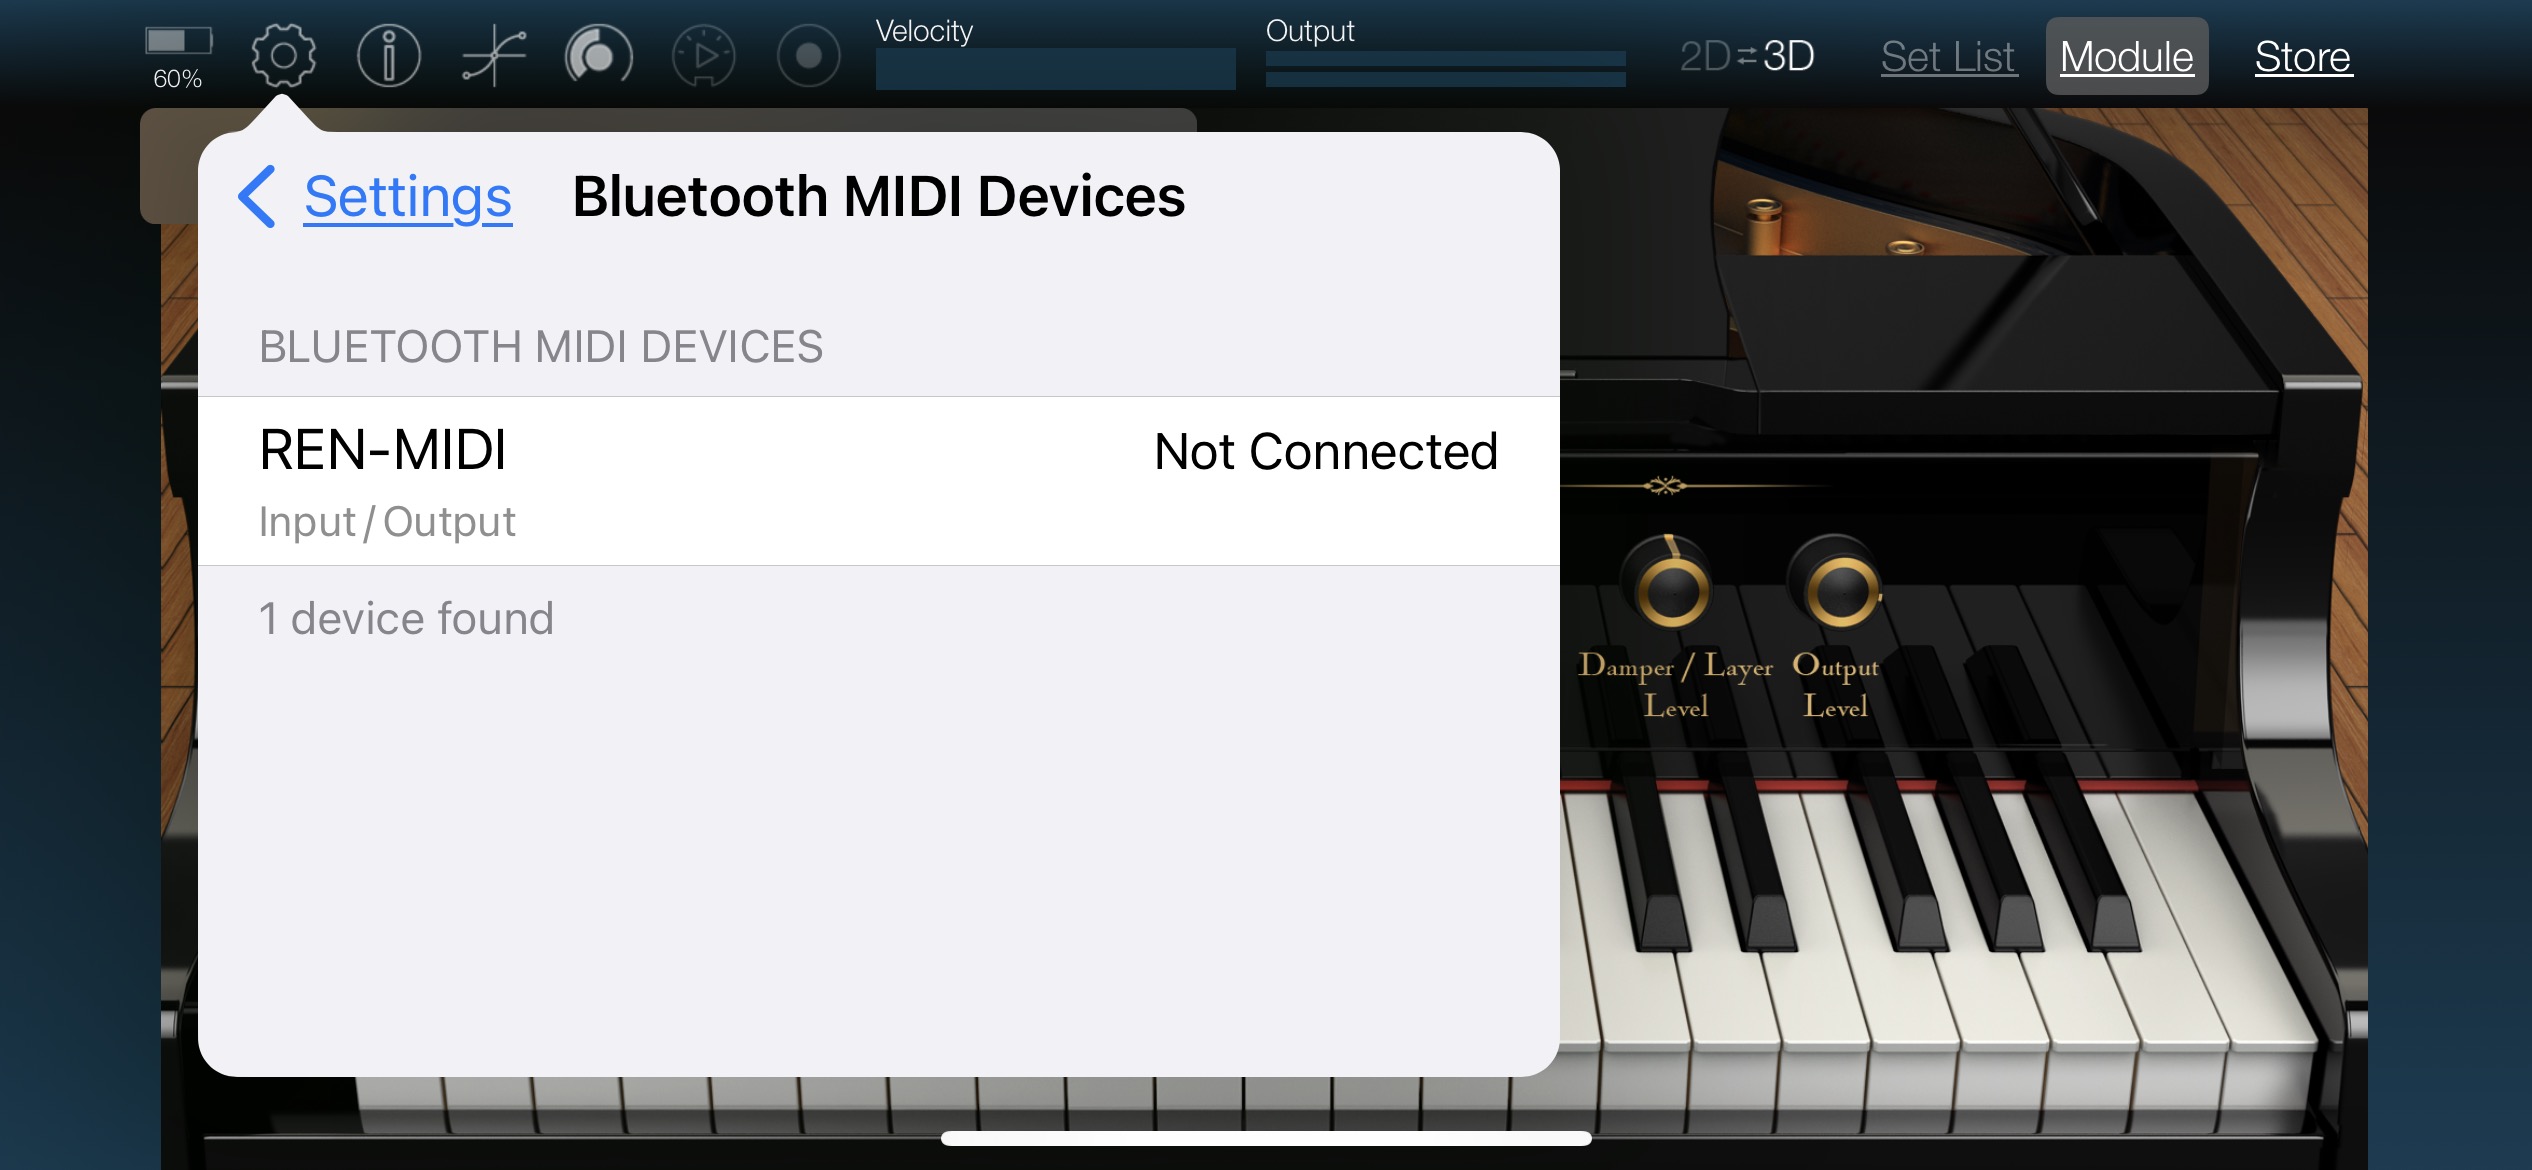 60%
Velocity
Output
2D⇄3D
Set List
Module
Store
Settings
Bluetooth MIDI Devices
BLUETOOTH MIDI DEVICES
REN-MIDI
Not Connected
Input/Output
1 device found
Damper / Layer
Level
Output
Level